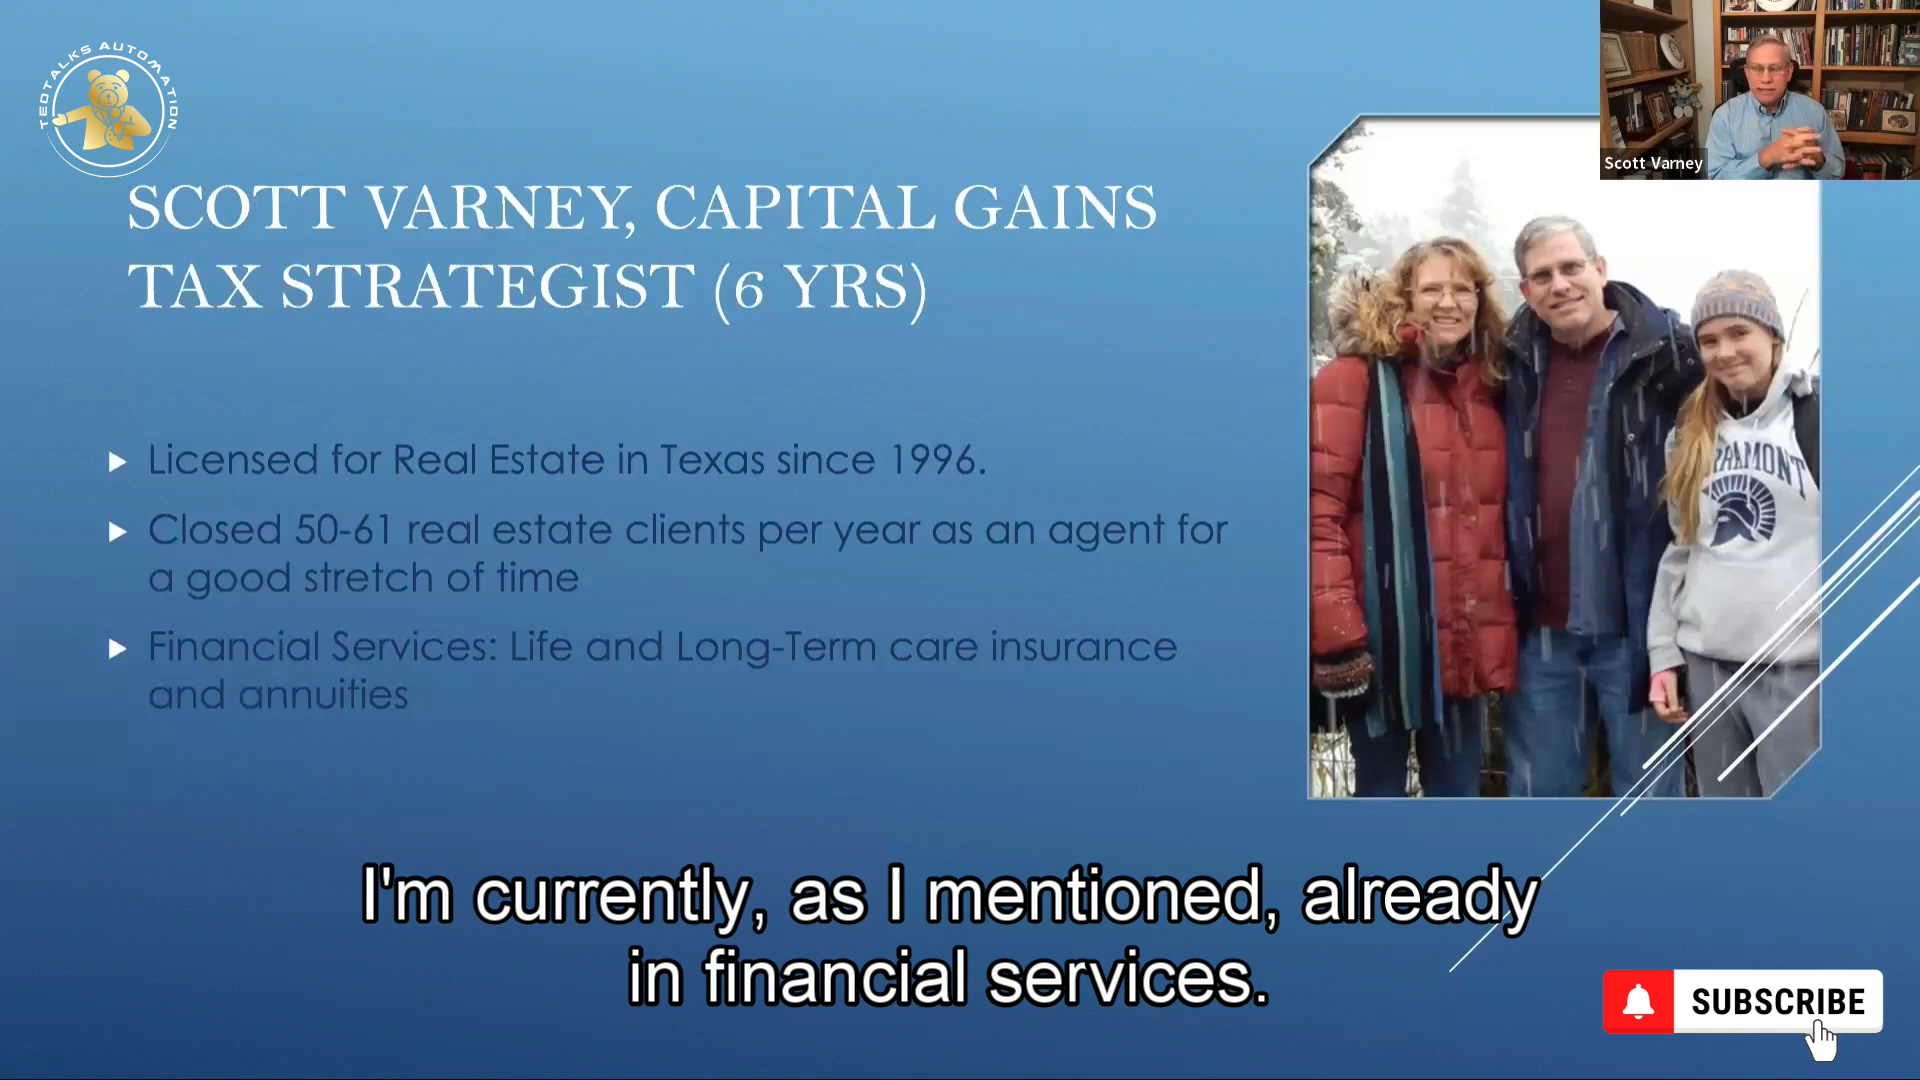 TEDTALKS AUTOMATION
Scott Varney
SCOTT VARNEY, CAPITAL GAINS
TAX STRATEGIST (6 YRS)
Licensed for Real Estate in Texas since 1996.
Closed 50-61 real estate clients per year as an agent for
a good stretch of time
Financial Services: Life and Long-Term care insurance
and annuities
I'm currently, as I mentioned, already
in financial services.
SUBSCRIBE